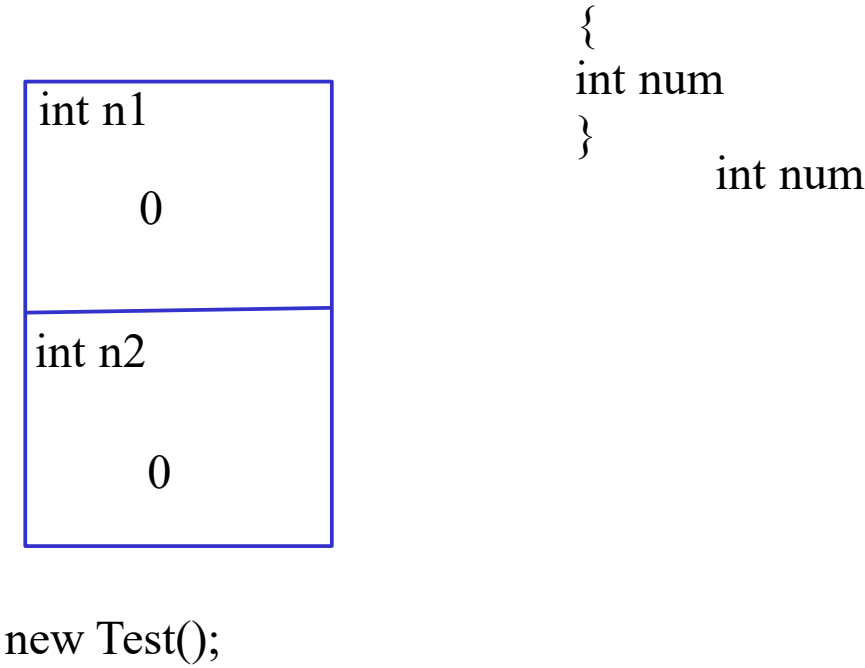 int n1
0
int n2
0
new Test();
{
int num
}
int num